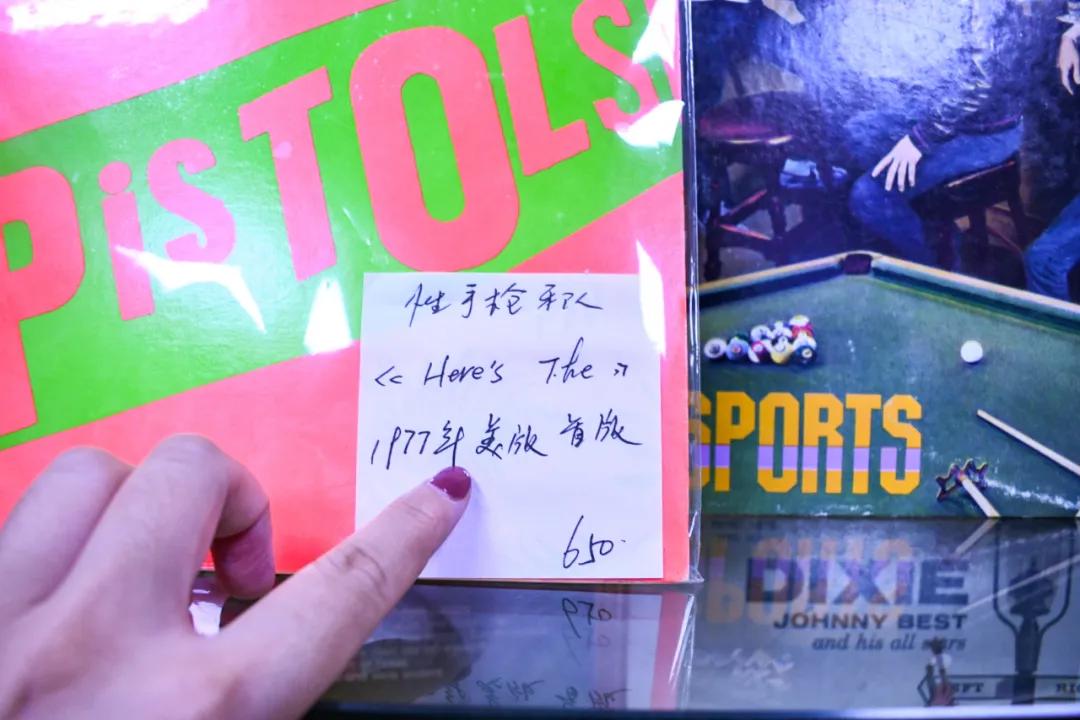 PiSTOLS
性手枪乐队
<< Here's The >>
1977年 美版 首版
650.
SPORTS
DIXIE
JOHNNY BEST
and his all stars